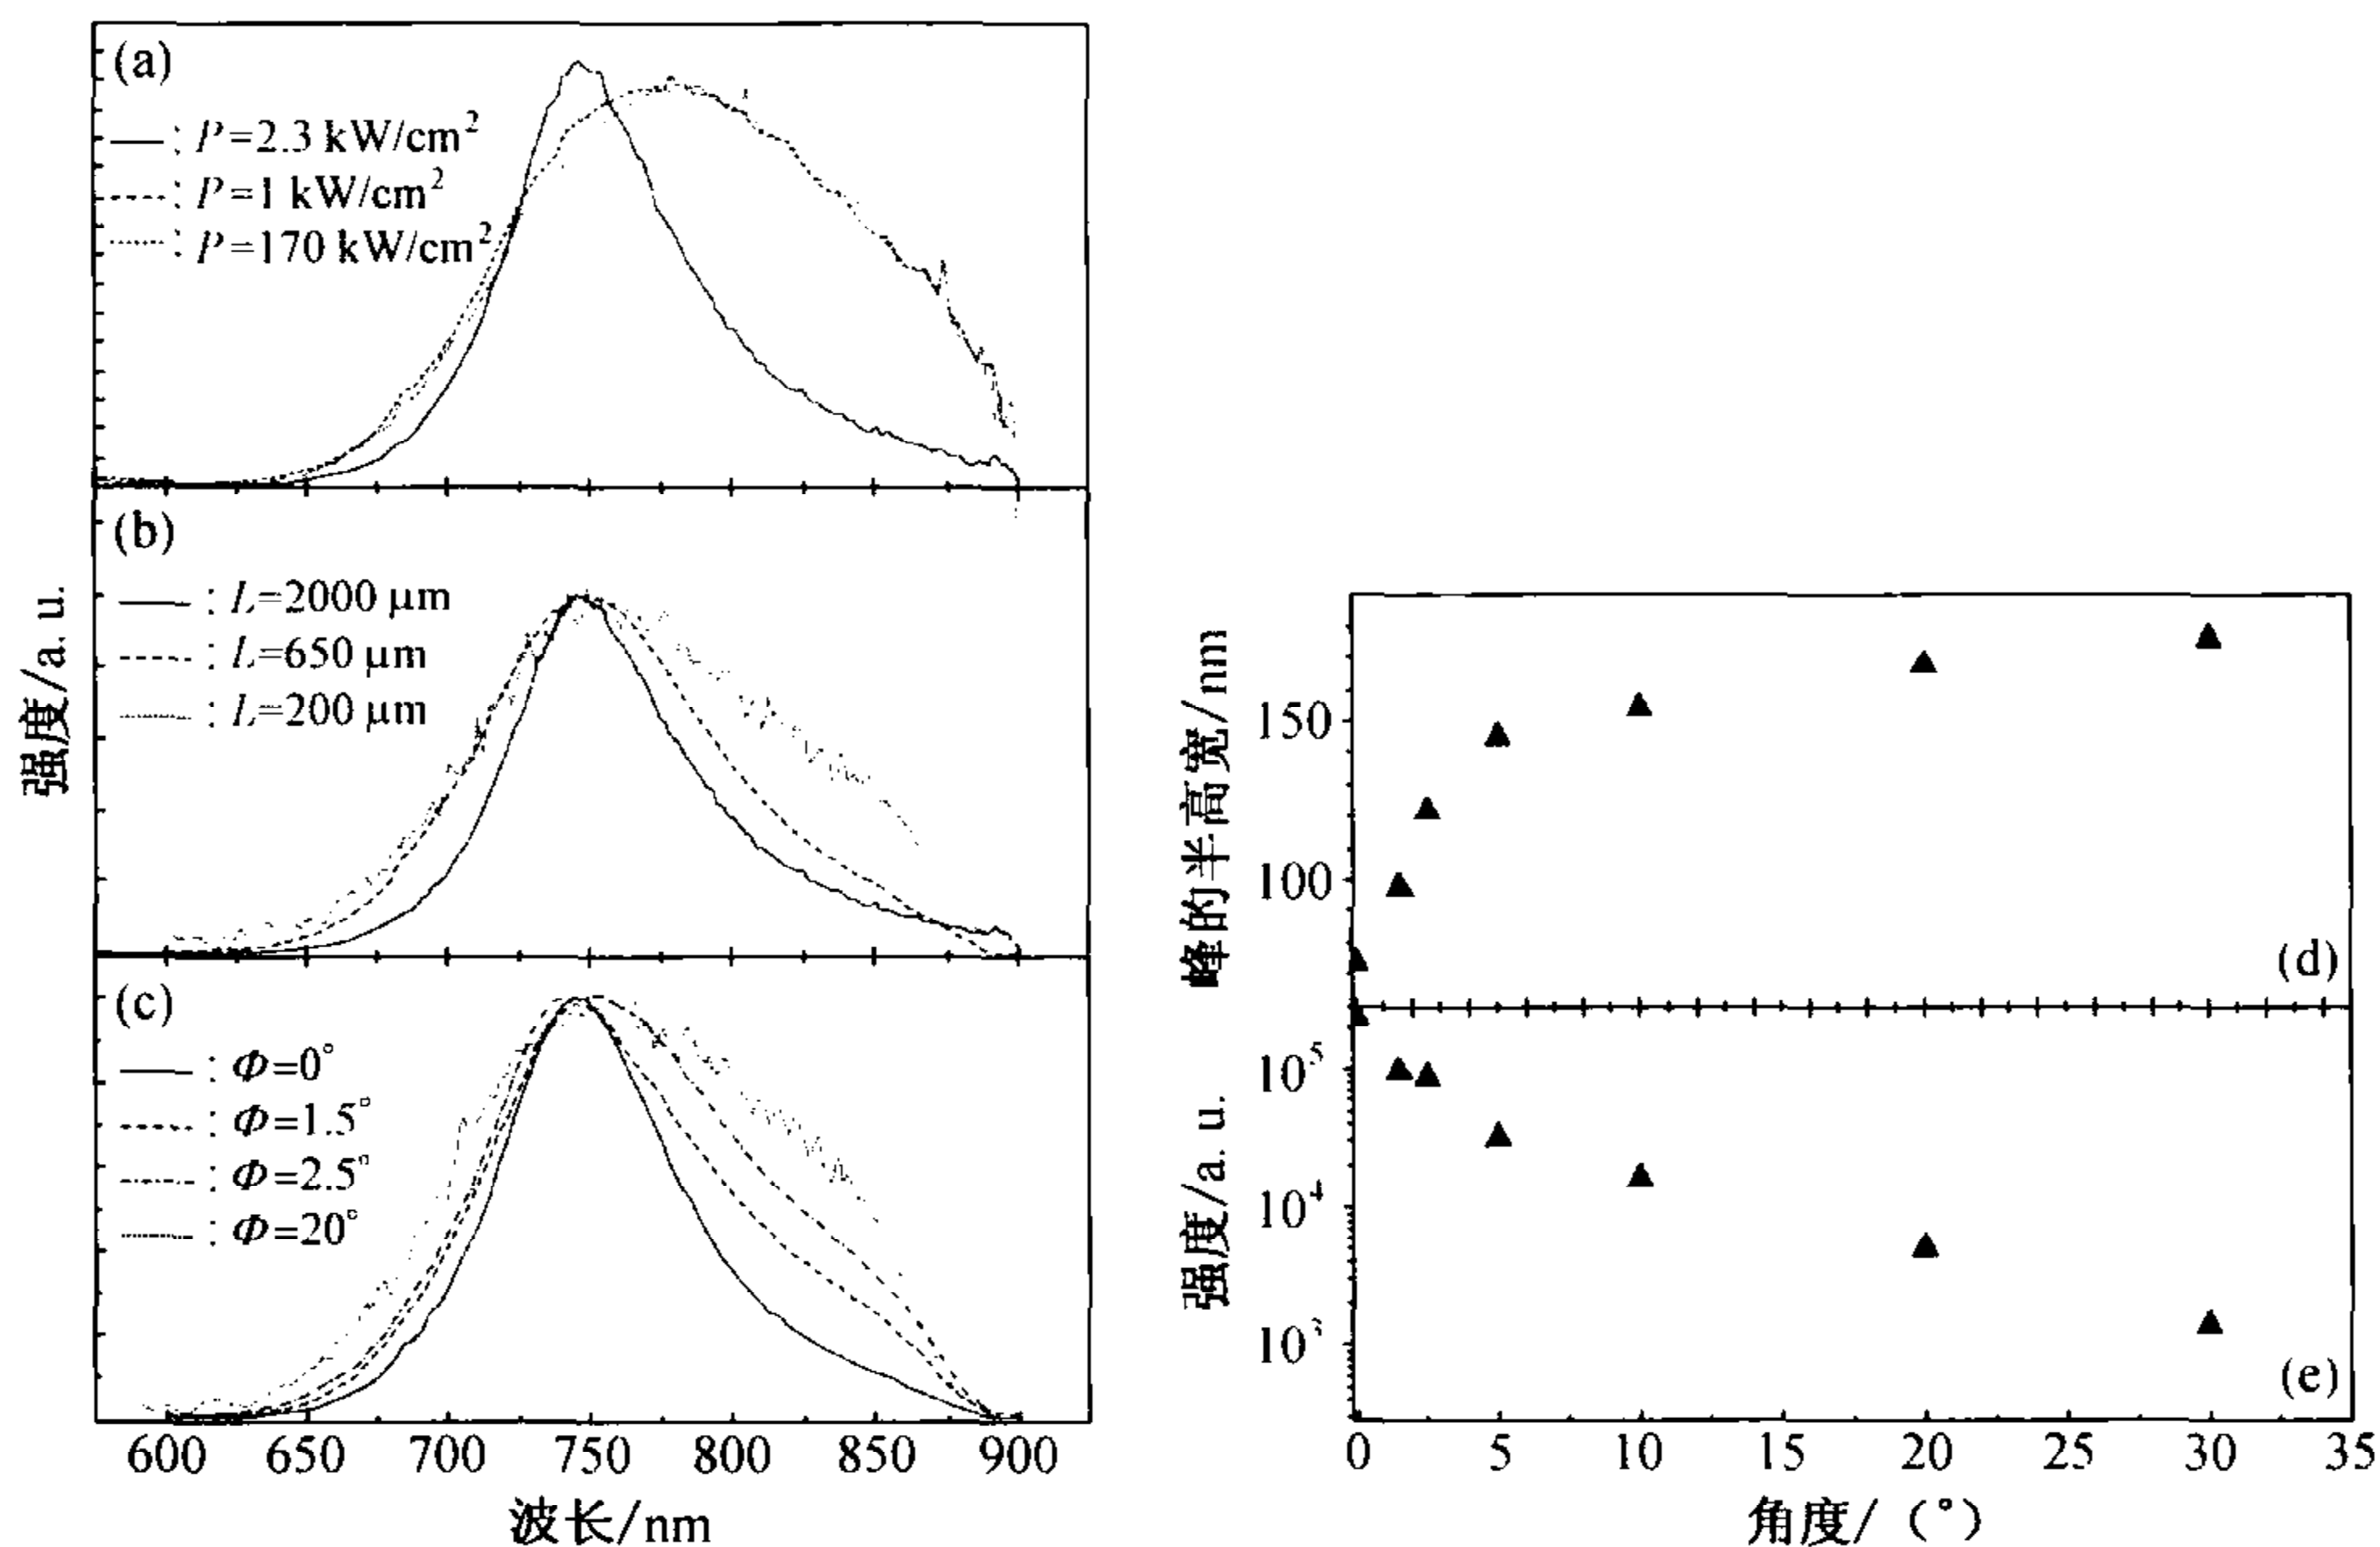 (a)
—: P=2.3 kW/cm²
----: P=1 kW/cm²
······: P=170 kW/cm²
(b)
—: L=2000 μm
----: L=650 μm
······: L=200 μm
(c)
—: Φ=0°
----: Φ=1.5°
-·-·-: Φ=2.5°
······: Φ=20°
强度/a. u.
600 650 700 750 800 850 900
波长/nm
峰的半高宽/nm
150
100
(d)
强度/a. u.
10⁵
10⁴
10³
(e)
0 5 10 15 20 25 30 35
角度/（°）